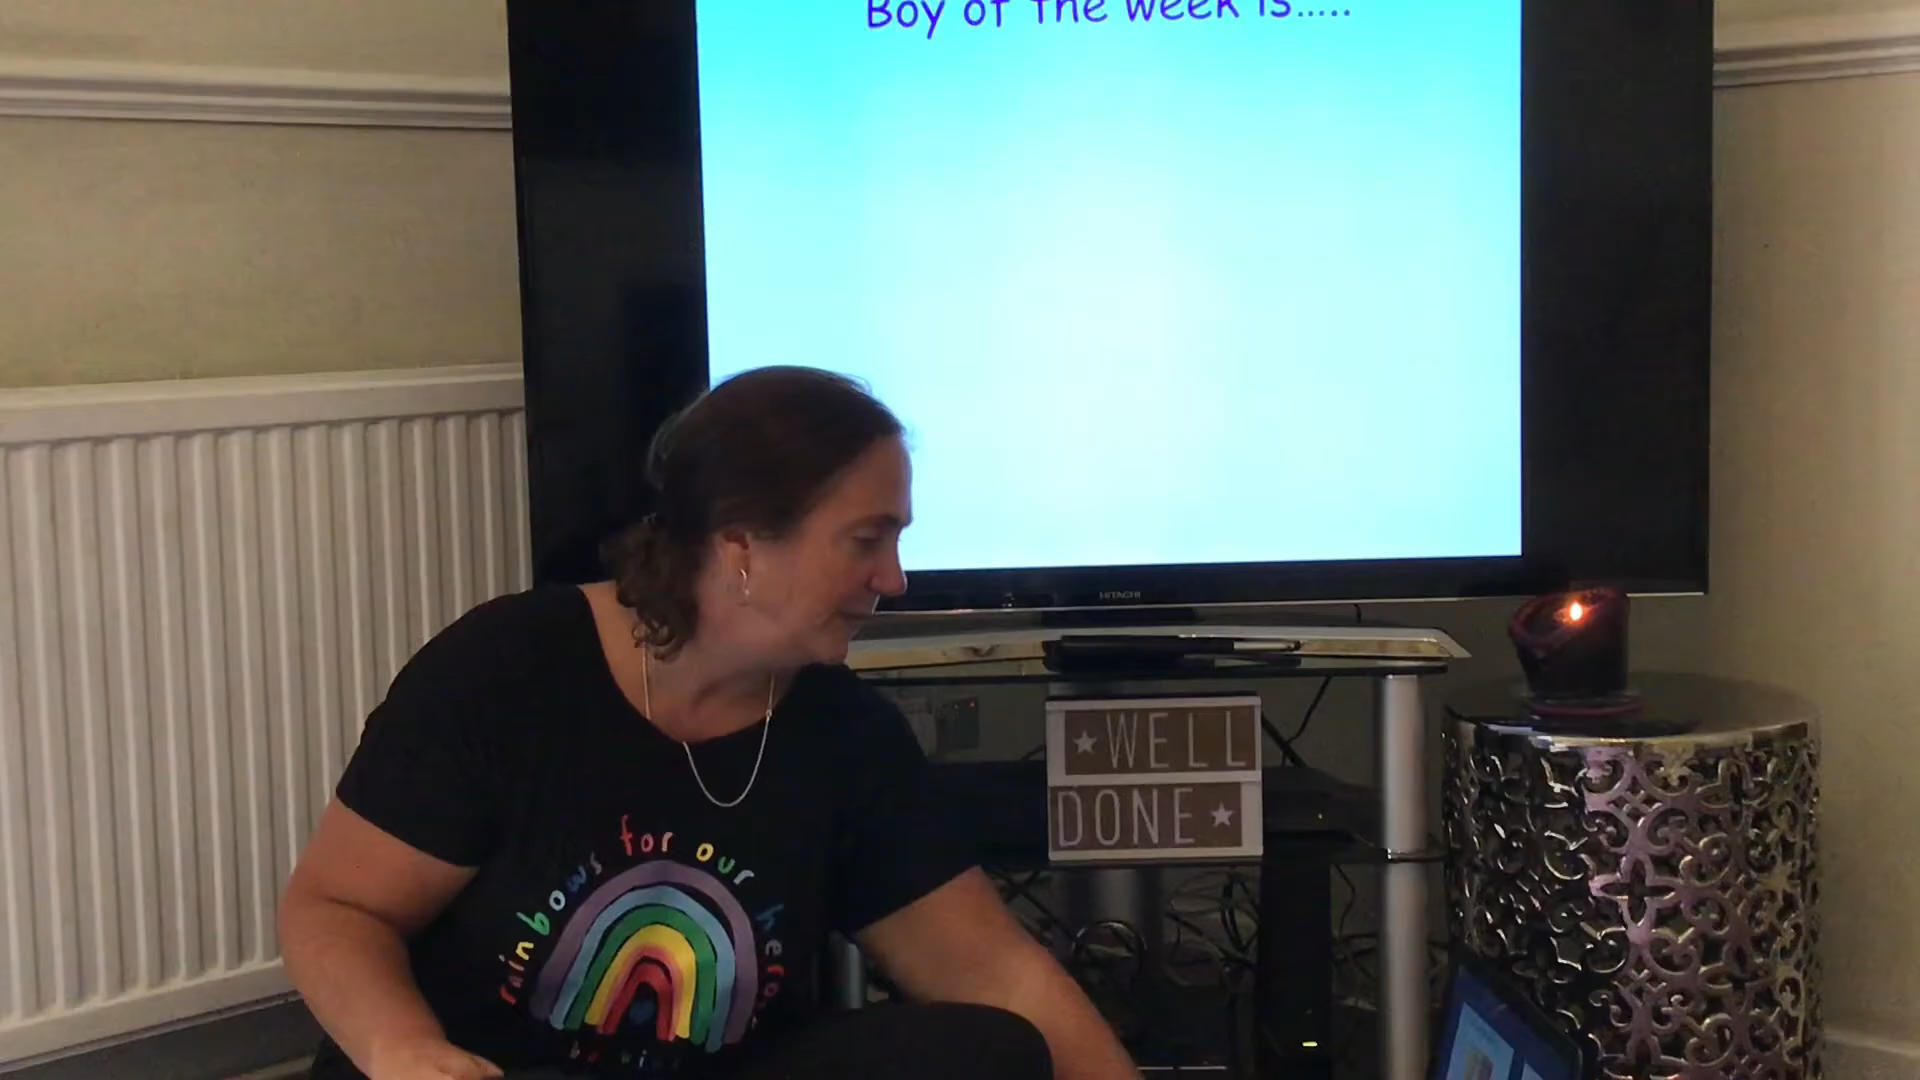 Boy of the week is.....
HITACHI
★WELL
DONE★
rainbows for our heroes